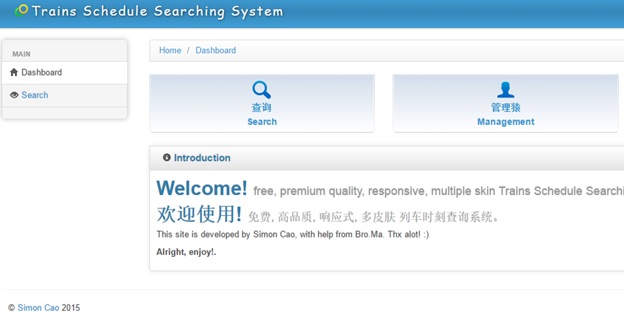 Trains Schedule Searching System
MAIN
Dashboard
Search
Home / Dashboard
查询
Search
管理猿
Management
Introduction
Welcome! free, premium quality, responsive, multiple skin Trains Schedule Searchi
欢迎使用! 免费, 高品质, 响应式, 多皮肤 列车时刻查询系统。
This site is developed by Simon Cao, with help from Bro.Ma. Thx alot! :)
Alright, enjoy!.
© Simon Cao 2015